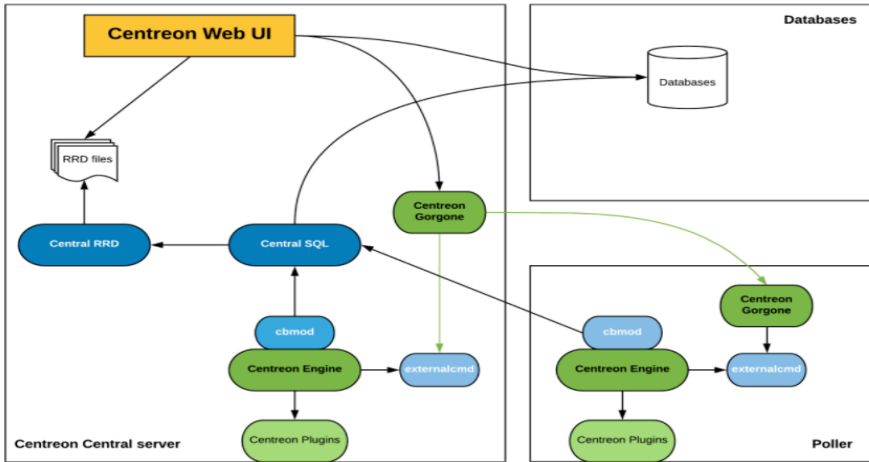 Centreon Web UI
Databases
Databases
RRD files
Centreon
Gorgone
Central RRD
Central SQL
Centreon
Gorgone
cbmod
cbmod
Centreon Engine
externalcmd
Centreon Engine
externalcmd
Centreon Plugins
Centreon Plugins
Centreon Central server
Poller